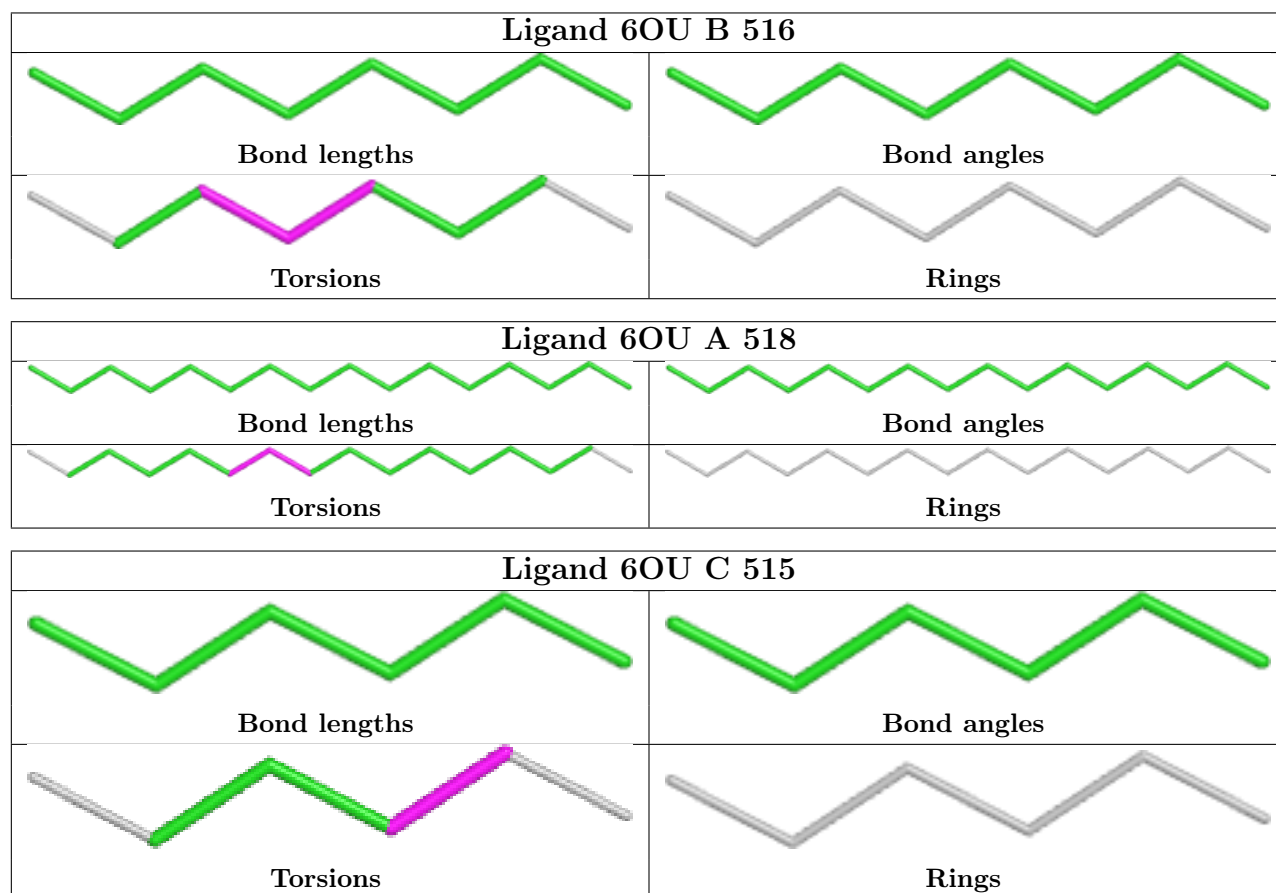 Ligand 6OU B 516
Bond lengths
Bond angles
Torsions
Rings
Ligand 6OU A 518
Bond lengths
Bond angles
Torsions
Rings
Ligand 6OU C 515
Bond lengths
Bond angles
Torsions
Rings